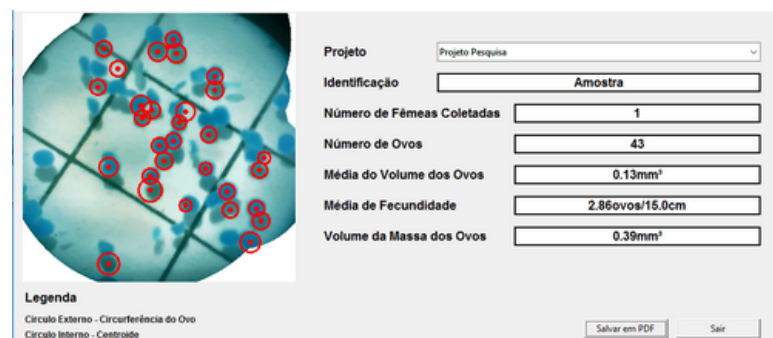 Projeto Projeto Pesquisa
Identificação Amostra
Número de Fêmeas Coletadas 1
Número de Ovos 43
Média do Volume dos Ovos 0.13mm³
Média de Fecundidade 2.86ovos/15.0cm
Volume da Massa dos Ovos 0.39mm³
Legenda
Circulo Externo - Circurferência do Ovo
Circulo Interno - Centroide
Salvar em PDF Sair